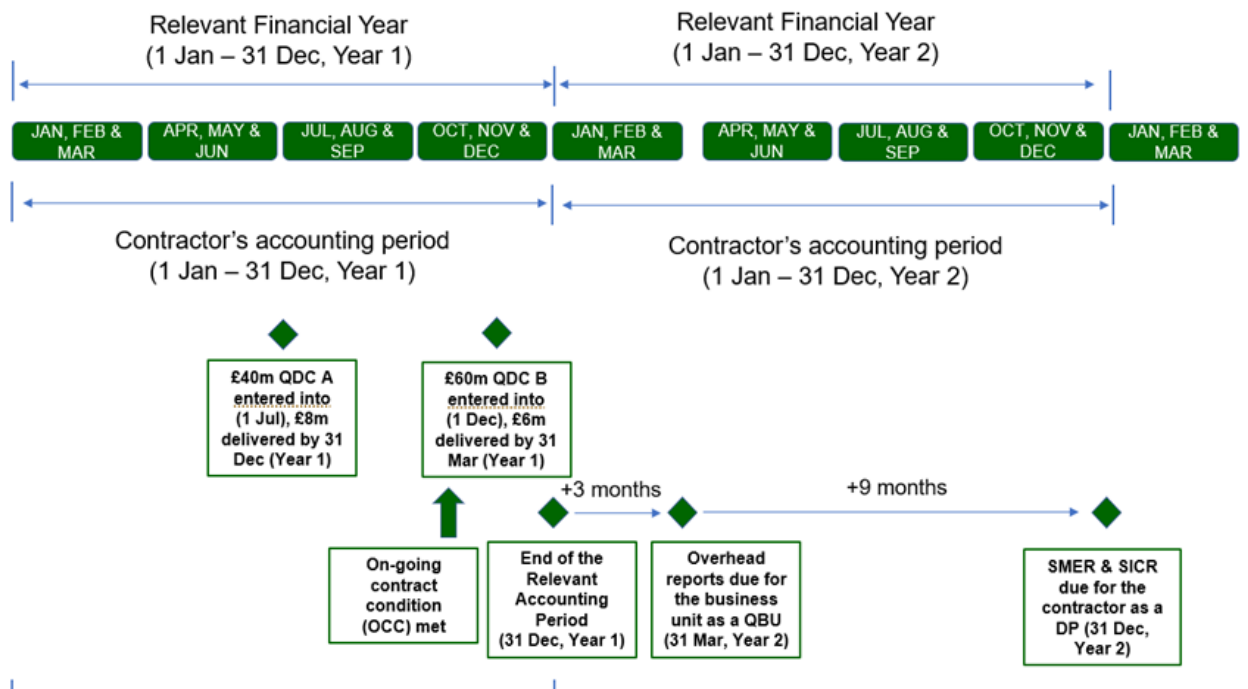 Relevant Financial Year
(1 Jan – 31 Dec, Year 1)
Relevant Financial Year
(1 Jan – 31 Dec, Year 2)
JAN, FEB &
MAR
APR, MAY &
JUN
JUL, AUG &
SEP
OCT, NOV &
DEC
JAN, FEB &
MAR
APR, MAY &
JUN
JUL, AUG &
SEP
OCT, NOV &
DEC
JAN, FEB &
MAR
Contractor's accounting period
(1 Jan – 31 Dec, Year 1)
Contractor's accounting period
(1 Jan – 31 Dec, Year 2)
£40m QDC A
entered into
(1 Jul), £8m
delivered by 31
Dec (Year 1)
£60m QDC B
entered into
(1 Dec), £6m
delivered by 31
Mar (Year 1)
+3 months
+9 months
On-going
contract
condition
(OCC) met
End of the
Relevant
Accounting
Period
(31 Dec, Year 1)
Overhead
reports due for
the business
unit as a QBU
(31 Mar, Year 2)
SMER & SICR
due for the
contractor as a
DP (31 Dec,
Year 2)